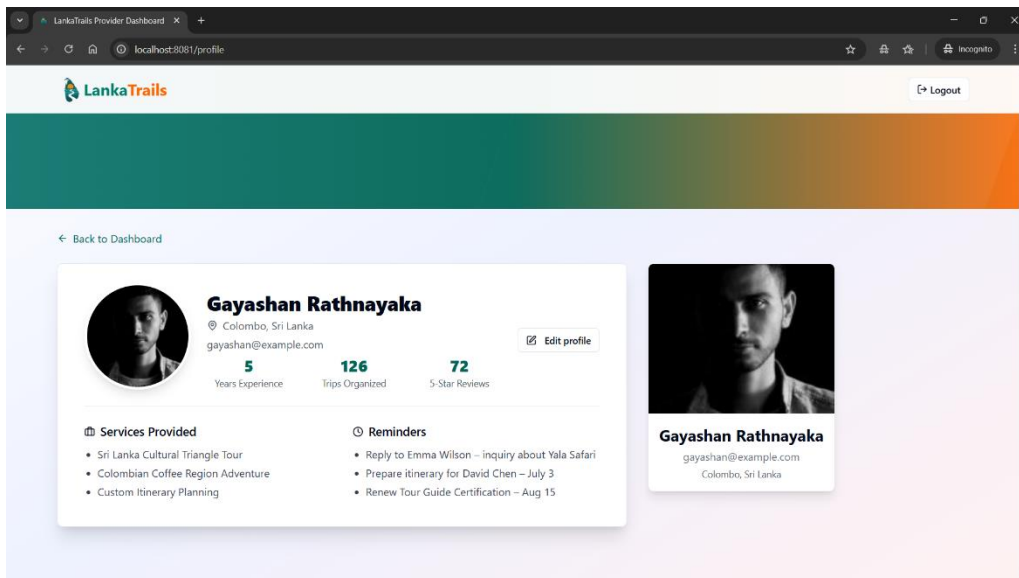 LankaTrails Provider Dashboard
localhost:8081/profile
Incognito
LankaTrails
Logout
Back to Dashboard
Gayashan Rathnayaka
Colombo, Sri Lanka
gayashan@example.com
Edit profile
5 126 72
Years Experience Trips Organized 5-Star Reviews
Services Provided
• Sri Lanka Cultural Triangle Tour
• Colombian Coffee Region Adventure
• Custom Itinerary Planning
Reminders
• Reply to Emma Wilson – inquiry about Yala Safari
• Prepare itinerary for David Chen – July 3
• Renew Tour Guide Certification – Aug 15
Gayashan Rathnayaka
gayashan@example.com
Colombo, Sri Lanka